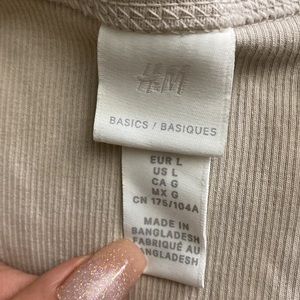 H&M
BASICS / BASIQUES
EUR L
US L
CA G
MX G
CN 175/104A
MADE IN
BANGLADESH
FABRIQUÉ AU
BANGLADESH